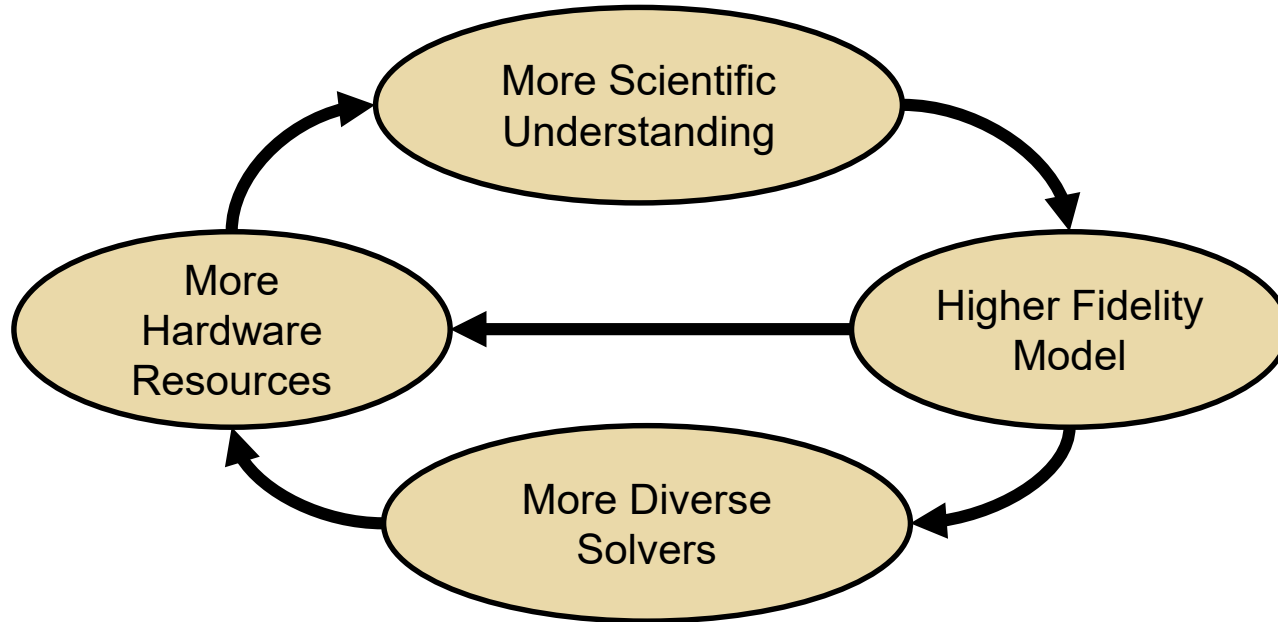 More Scientific
Understanding
More
Hardware
Resources
Higher Fidelity
Model
More Diverse
Solvers